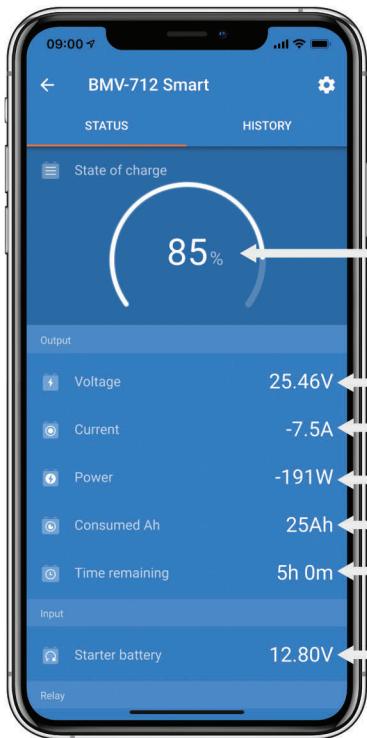 09:00
BMV-712 Smart
STATUS HISTORY
State of charge
85%
Output
Voltage 25.46V
Current -7.5A
Power -191W
Consumed Ah 25Ah
Time remaining 5h 0m
Input
Starter battery 12.80V
Relay